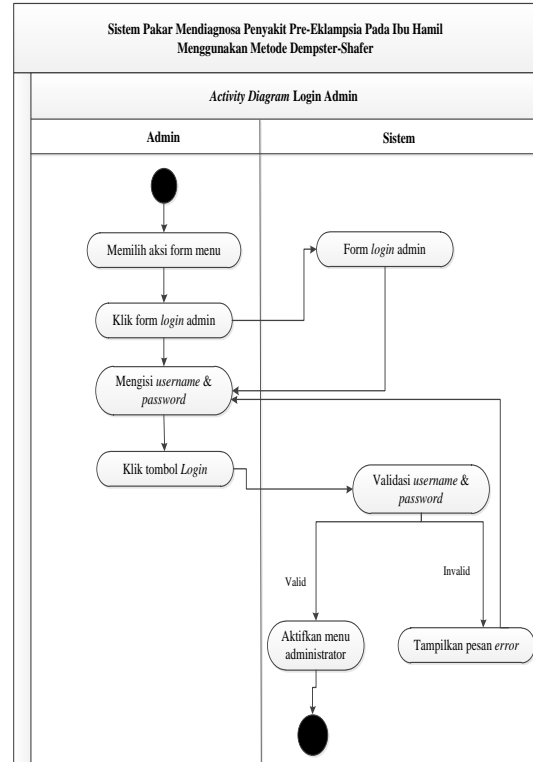 Sistem Pakar Mendiagnosa Penyakit Pre-Eklampsia Pada Ibu Hamil
Menggunakan Metode Dempster-Shafer
Activity Diagram Login Admin
Admin
Sistem
Memilih aksi form menu
Form login admin
Klik form login admin
Mengisi username &
password
Klik tombol Login
Validasi username &
password
Valid
Invalid
Aktifkan menu
administrator
Tampilkan pesan error